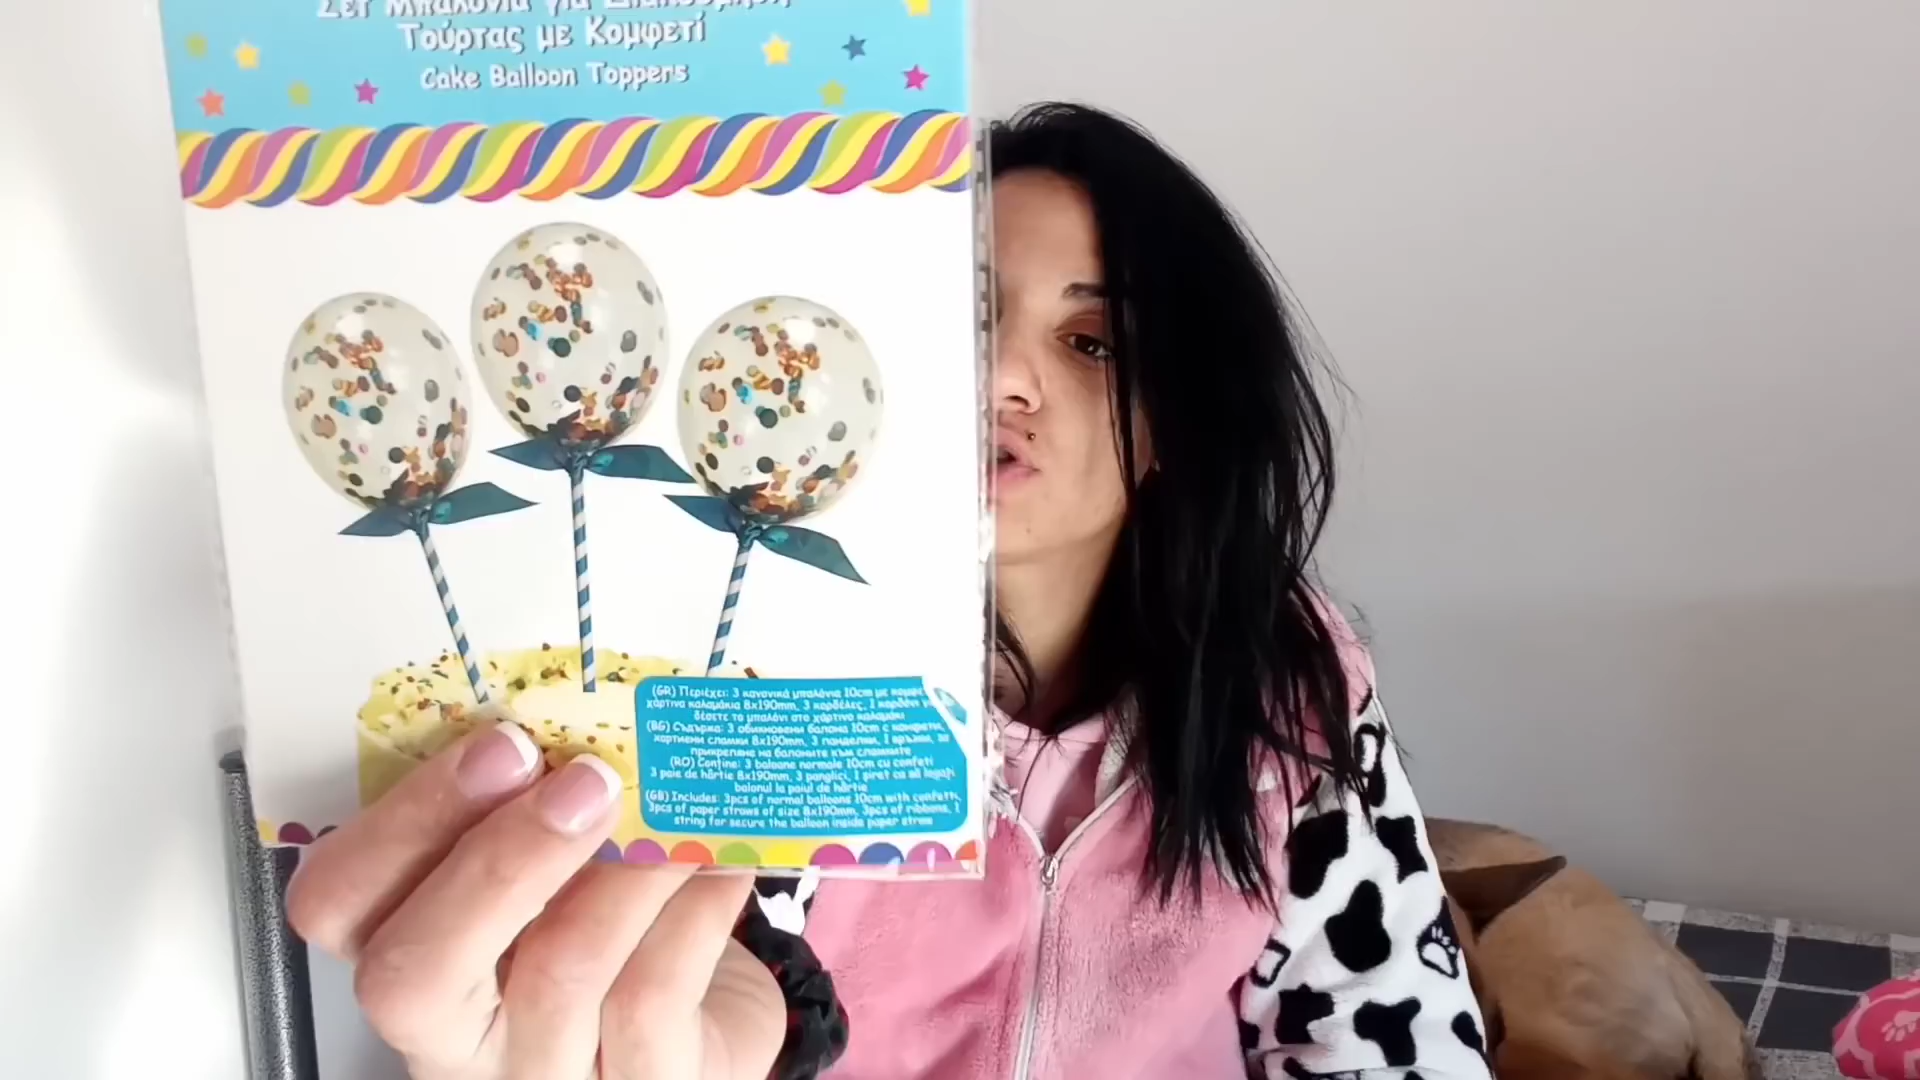 Σετ Μπαλόνια για Διακόσμηση
Τούρτας με Κομφετί
Cake Balloon Toppers
(GR) Περιέχει: 3 κανονικά μπαλόνια 10cm με
χάρτινα καλαμάκια 8x190mm, 3 κορδέλες, 1 κορδόνι
δέσετε το μπαλόνι στο χάρτινο καλαμάκι
(BG) Съдържа: 3 обикновени балона 10cm с конфети,
хартиени сламки 8x190mm, 3 панделки, 1 връзки, за
прикрепяне на балоните към сламките
(RO) Conține: 3 baloane normale 10cm cu confeti
3 paie de hârtie 8x190mm, 3 panglici, 1 șiret ca să legați
balonul la paiul de hârtie
(GB) Includes: 3pcs of normal balloons 10cm with confetti,
3pcs of paper straws of size 8x190mm, 3pcs of ribbons, 1
string for secure the balloon inside paper straw